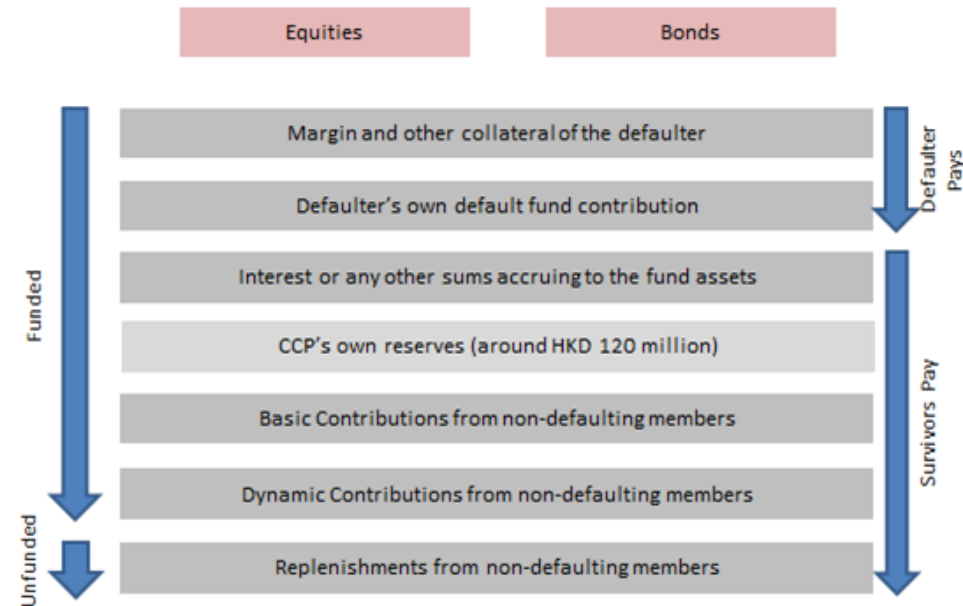 Equities
Bonds
Margin and other collateral of the defaulter
Defaulter's own default fund contribution
Interest or any other sums accruing to the fund assets
CCP's own reserves (around HKD 120 million)
Basic Contributions from non-defaulting members
Dynamic Contributions from non-defaulting members
Replenishments from non-defaulting members
Funded
Unfunded
Defaulter
Pays
Survivors Pay